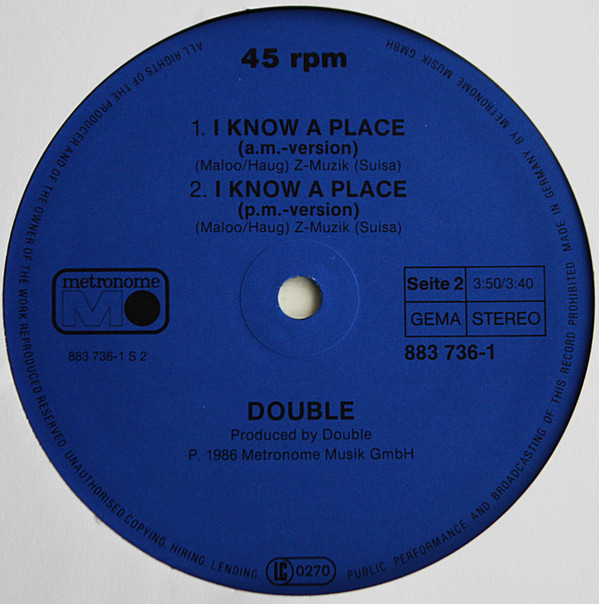 45 rpm
1. I KNOW A PLACE
(a.m.-version)
(Maloo/Haug) Z-Muzik (Suisa)
2. I KNOW A PLACE
(p.m.-version)
(Maloo/Haug) Z-Muzik (Suisa)
metronome
M
883 736-1 S 2
Seite 2 3:50/3:40
GEMA STEREO
883 736-1
DOUBLE
Produced by Double
P. 1986 Metronome Musik GmbH
ALL RIGHTS OF THE PRODUCER AND OF THE OWNER OF THE WORK REPRODUCED RESERVED UNAUTHORISED COPYING, HIRING, LENDING LC 0270 PUBLIC PERFORMANCE AND BROADCASTING OF THIS RECORD PROHIBITED MADE IN GERMANY BY METRONOME MUSIK GMBH